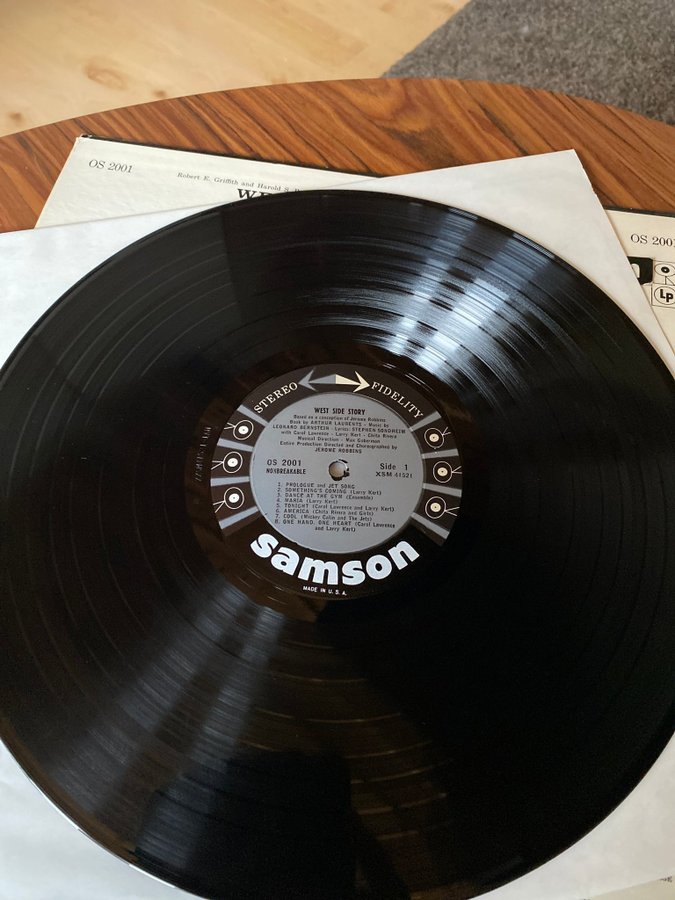 OS 2001
Robert E. Griffith and Harold S.
OS 2001
LP
STEREO FIDELITY
WEST SIDE STORY
Based on a conception of Jerome Robbins
Book by ARTHUR LAURENTS - Music by
LEONARD BERNSTEIN - Lyrics: STEPHEN SONDHEIM
with Carol Lawrence - Larry Kert - Chita Rivera
Musical Direction - Max Goberman
Entire Production Directed and Choreographed by
JEROME ROBBINS
OS 2001
NONBREAKABLE
Side 1
XSM 41521
1. PROLOGUE and JET SONG
2. SOMETHING'S COMING (Larry Kert)
3. DANCE AT THE GYM (Ensemble)
4. MARIA (Larry Kert)
5. TONIGHT (Carol Lawrence and Larry Kert)
6. AMERICA (Chita Rivera and Girls)
7. COOL (Mickey Calin and The Jets)
8. ONE HAND, ONE HEART (Carol Lawrence
and Larry Kert)
samson
MADE IN U. S. A.